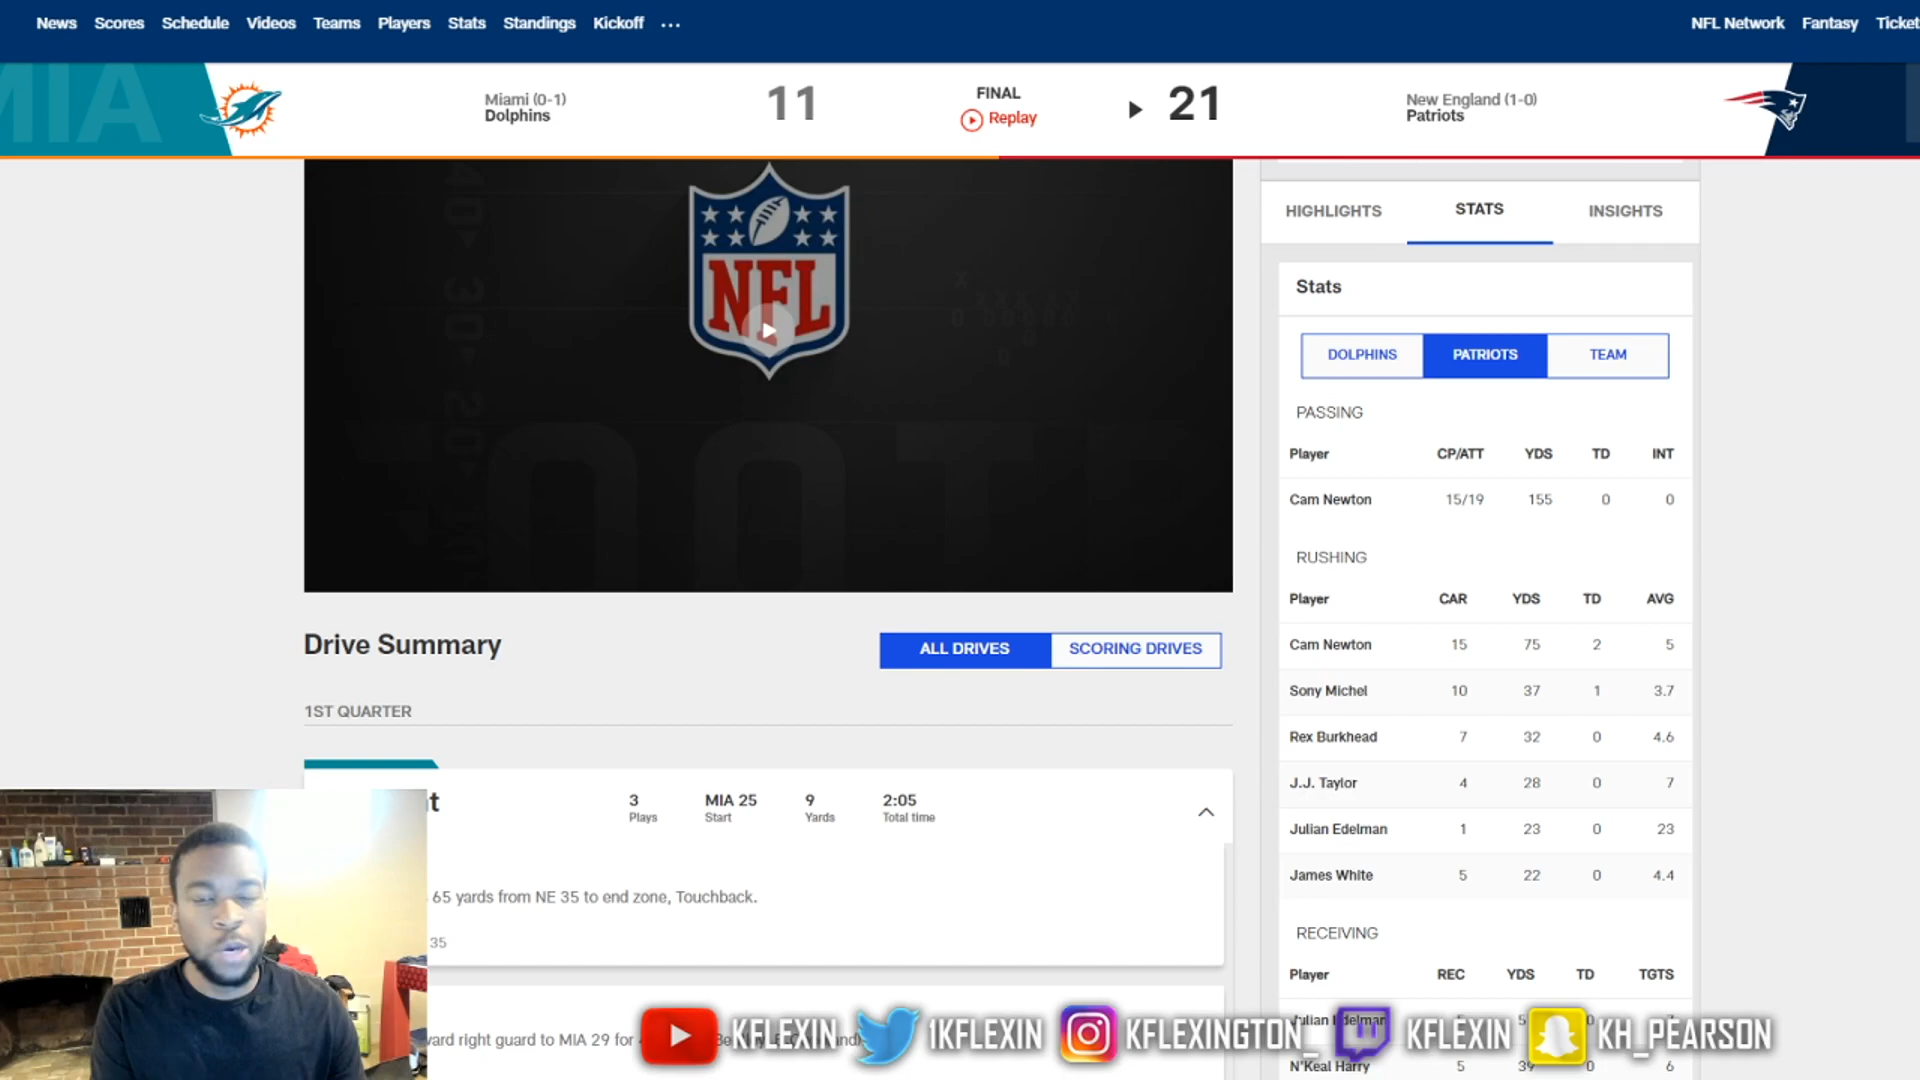 News Scores Schedule Videos Teams Players Stats Standings Kickoff ... NFL Network Fantasy Ticket
MIA
Miami (0-1)
Dolphins
11
FINAL
Replay
21
New England (1-0)
Patriots
NFL
HIGHLIGHTS STATS INSIGHTS
Stats
DOLPHINS PATRIOTS TEAM
PASSING
Player CP/ATT YDS TD INT
Cam Newton 15/19 155 0 0
RUSHING
Player CAR YDS TD AVG
Cam Newton 15 75 2 5
Sony Michel 10 37 1 3.7
Rex Burkhead 7 32 0 4.6
J.J. Taylor 4 28 0 7
Julian Edelman 1 23 0 23
James White 5 22 0 4.4
RECEIVING
Player REC YDS TD TGTS
Julian Edelman
N'Keal Harry 5 39 0 6
Drive Summary
ALL DRIVES SCORING DRIVES
1ST QUARTER
3 MIA 25 9 2:05
Plays Start Yards Total time
65 yards from NE 35 to end zone, Touchback.
35
right guard to MIA 29 for
KFLEXIN 1KFLEXIN KFLEXINGTON_ KFLEXIN KH_PEARSON